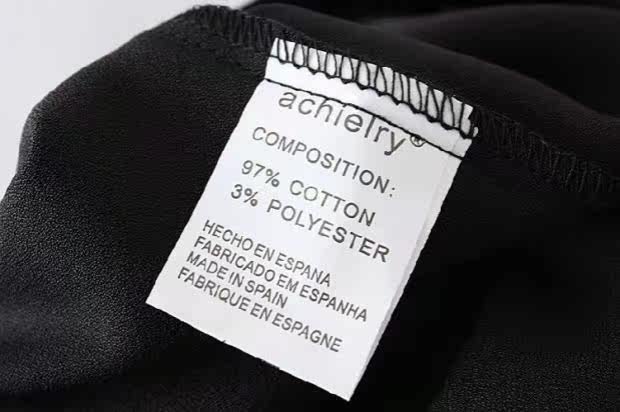 achielry®
COMPOSITION:
97% COTTON
3% POLYESTER
HECHO EN ESPANA
FABRICADO EM ESPANHA
MADE IN SPAIN
FABRIQUE EN ESPAGNE